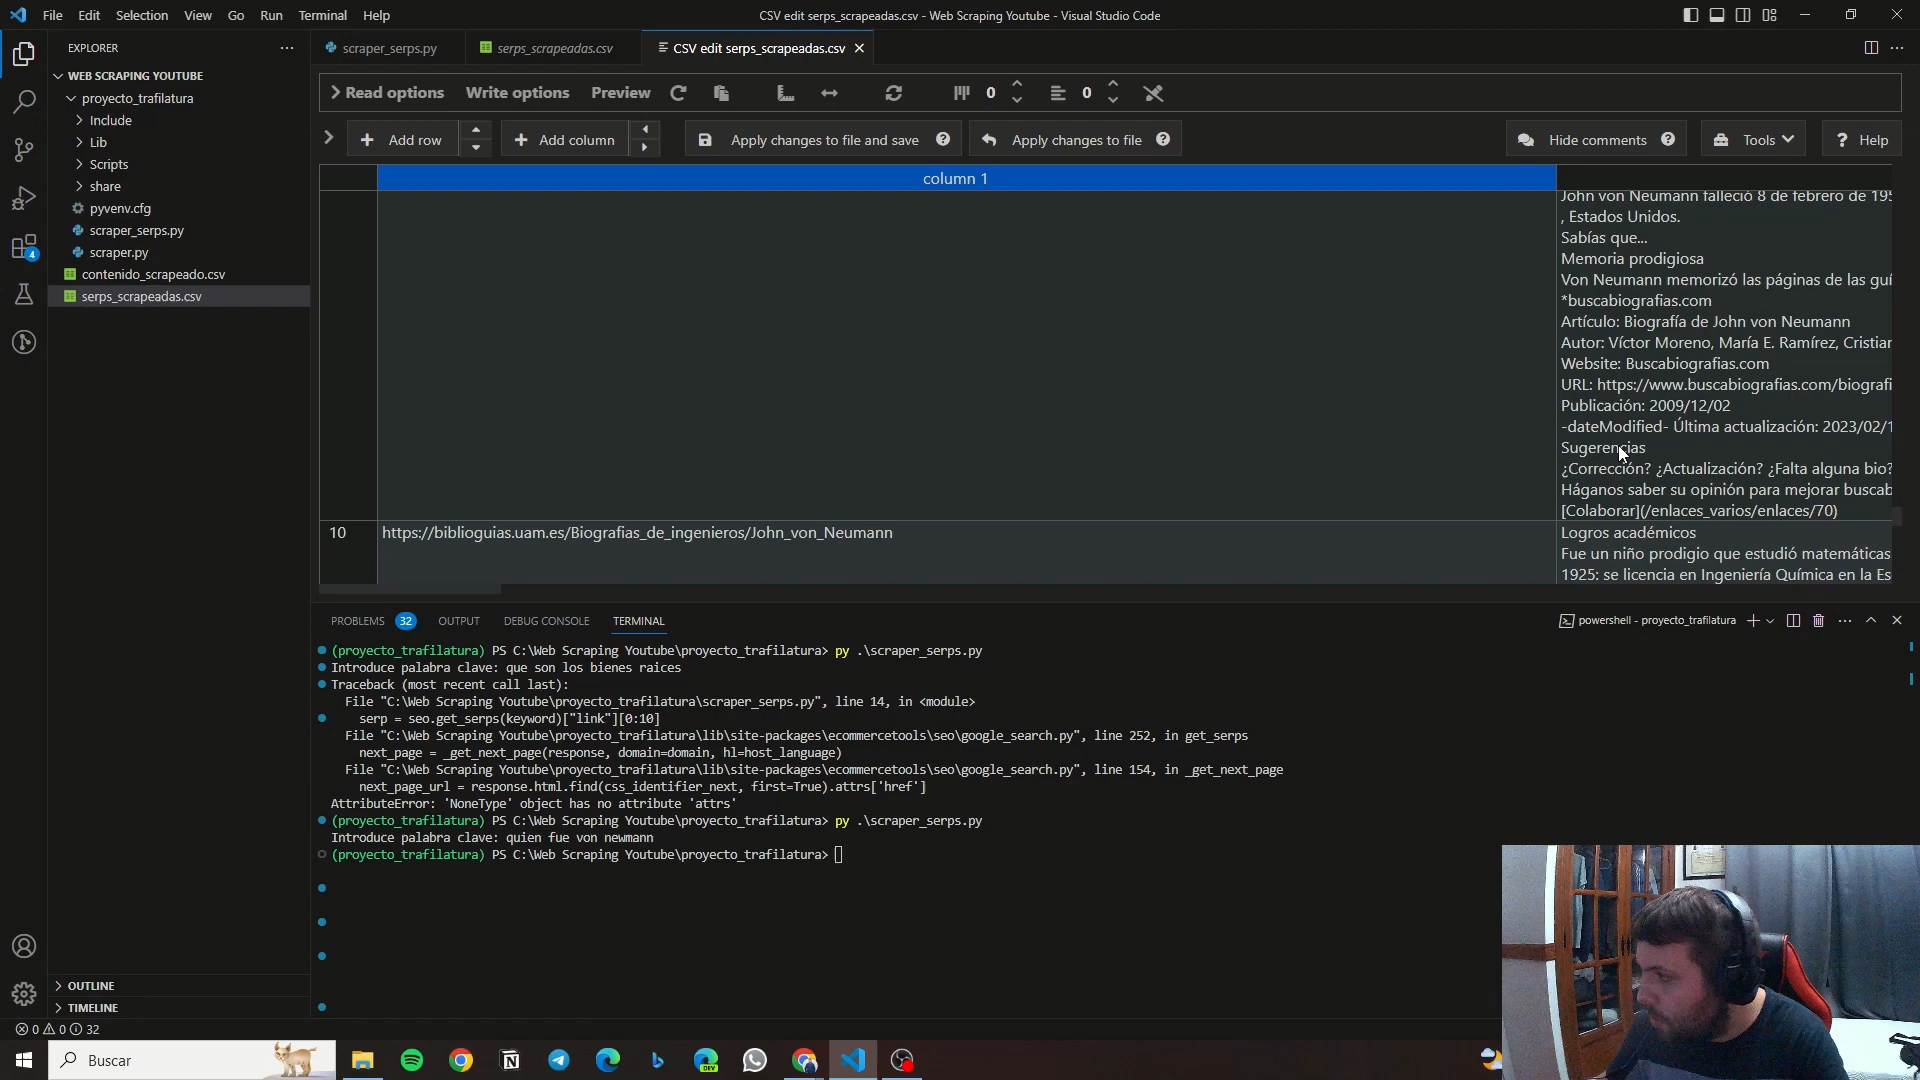 File Edit Selection View Go Run Terminal Help
CSV edit serps_scrapeadas.csv - Web Scraping Youtube - Visual Studio Code
EXPLORER
scraper_serps.py
serps_scrapeadas.csv
CSV edit serps_scrapeadas.csv
WEB SCRAPING YOUTUBE
proyecto_trafilatura
Include
Lib
Scripts
share
pyvenv.cfg
scraper_serps.py
scraper.py
contenido_scrapeado.csv
serps_scrapeadas.csv
4
Read options Write options Preview 0 0
Add row Add column Apply changes to file and save Apply changes to file Hide comments Tools Help
column 1
John von Neumann falleció 8 de febrero de 195
, Estados Unidos.
Sabías que...
Memoria prodigiosa
Von Neumann memorizó las páginas de las guí
*buscabiografias.com
Artículo: Biografía de John von Neumann
Autor: Víctor Moreno, María E. Ramírez, Cristian
Website: Buscabiografias.com
URL: https://www.buscabiografias.com/biografi
Publicación: 2009/12/02
-dateModified- Última actualización: 2023/02/1
Sugerencias
¿Corrección? ¿Actualización? ¿Falta alguna bio?
Háganos saber su opinión para mejorar buscab
[Colaborar](/enlaces_varios/enlaces/70)
10 https://biblioguias.uam.es/Biografias_de_ingenieros/John_von_Neumann
Logros académicos
Fue un niño prodigio que estudió matemáticas
1925: se licencia en Ingeniería Química en la Es
PROBLEMS 32 OUTPUT DEBUG CONSOLE TERMINAL
powershell - proyecto_trafilatura
(proyecto_trafilatura) PS C:\Web Scraping Youtube\proyecto_trafilatura> py .\scraper_serps.py
Introduce palabra clave: que son los bienes raices
Traceback (most recent call last):
File "C:\Web Scraping Youtube\proyecto_trafilatura\scraper_serps.py", line 14, in <module>
serp = seo.get_serps(keyword)["link"][0:10]
File "C:\Web Scraping Youtube\proyecto_trafilatura\lib\site-packages\ecommercetools\seo\google_search.py", line 252, in get_serps
next_page = _get_next_page(response, domain=domain, hl=host_language)
File "C:\Web Scraping Youtube\proyecto_trafilatura\lib\site-packages\ecommercetools\seo\google_search.py", line 154, in _get_next_page
next_page_url = response.html.find(css_identifier_next, first=True).attrs['href']
AttributeError: 'NoneType' object has no attribute 'attrs'
(proyecto_trafilatura) PS C:\Web Scraping Youtube\proyecto_trafilatura> py .\scraper_serps.py
Introduce palabra clave: quien fue von newmann
(proyecto_trafilatura) PS C:\Web Scraping Youtube\proyecto_trafilatura>
OUTLINE
TIMELINE
0 0 32
Buscar
DEV